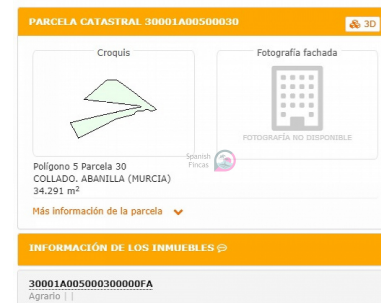 PARCELA CATASTRAL 30001A00500030
3D
Croquis
Fotografía fachada
FOTOGRAFÍA NO DISPONIBLE
Spanish
Fincas
Polígono 5 Parcela 30
COLLADO. ABANILLA (MURCIA)
34.291 m²
Más información de la parcela
INFORMACIÓN DE LOS INMUEBLES
30001A005000300000FA
Agrario | |